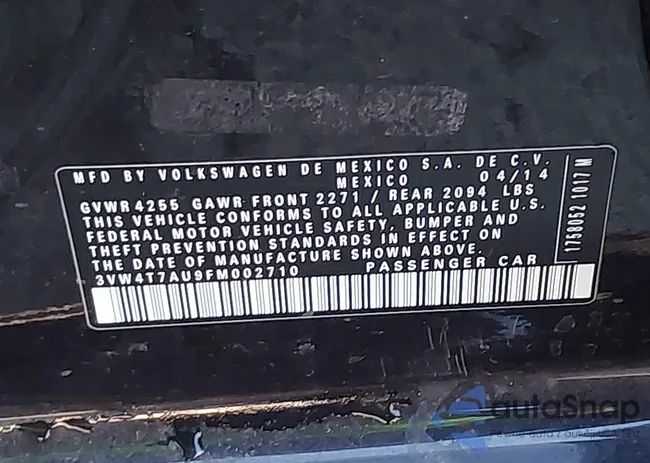 MFD BY VOLKSWAGEN DE MEXICO S.A. DE C.V.
MEXICO 04/14
GVWR 4255 GAWR FRONT 2271 / REAR 2094 LBS
THIS VEHICLE CONFORMS TO ALL APPLICABLE U.S.
FEDERAL MOTOR VEHICLE SAFETY, BUMPER AND
THEFT PREVENTION STANDARDS IN EFFECT ON
THE DATE OF MANUFACTURE SHOWN ABOVE.
3VW4T7AU9FM002710 PASSENGER CAR
1758052 1017 M
autoSnap